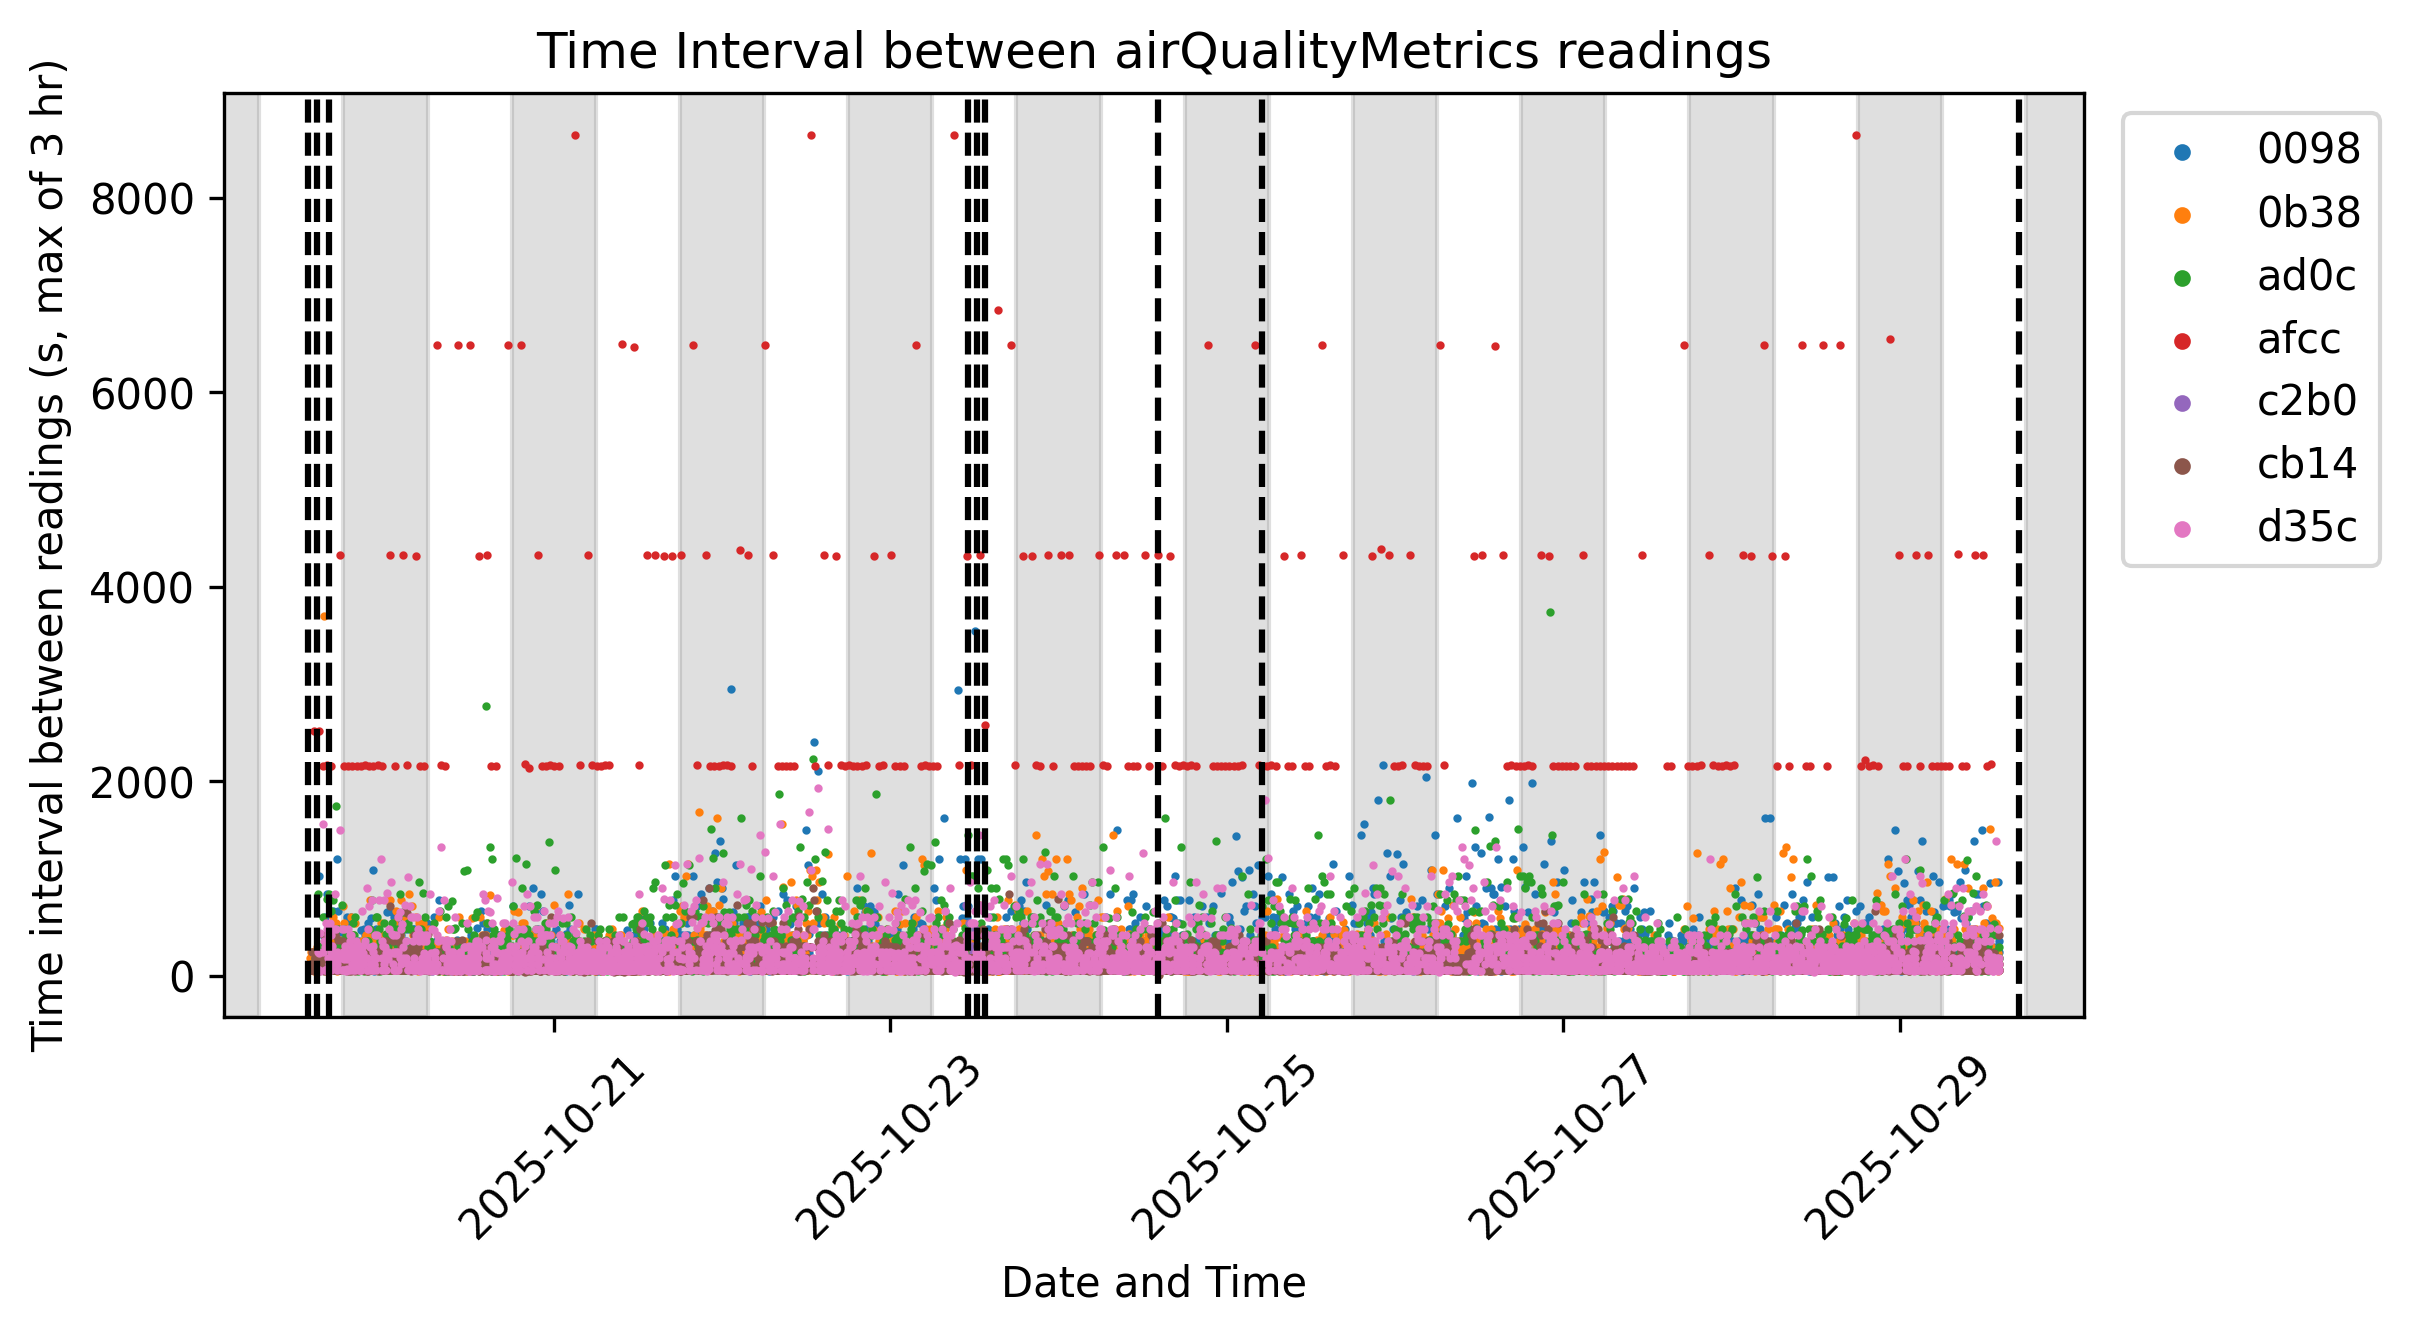 Time Interval between airQualityMetrics readings
Time interval between readings (s, max of 3 hr)
8000
6000
4000
2000
0
2025-10-21
2025-10-23
2025-10-25
2025-10-27
2025-10-29
Date and Time
0098
0b38
ad0c
afcc
c2b0
cb14
d35c